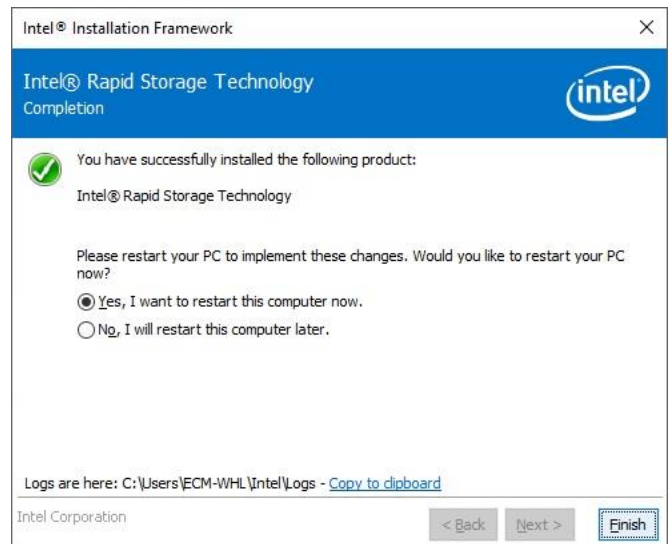 Intel® Installation Framework
Intel® Rapid Storage Technology
Completion
intel
You have successfully installed the following product:
Intel® Rapid Storage Technology
Please restart your PC to implement these changes. Would you like to restart your PC
now?
Yes, I want to restart this computer now.
No, I will restart this computer later.
Logs are here: C:\Users\ECM-WHL\Intel\Logs - Copy to clipboard
Intel Corporation
< Back Next > Finish